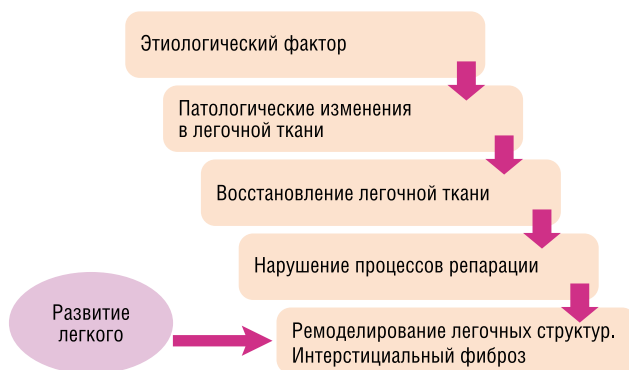 Этиологический фактор
Патологические изменения
в легочной ткани
Восстановление легочной ткани
Нарушение процессов репарации
Развитие
легкого
Ремоделирование легочных структур.
Интерстициальный фиброз